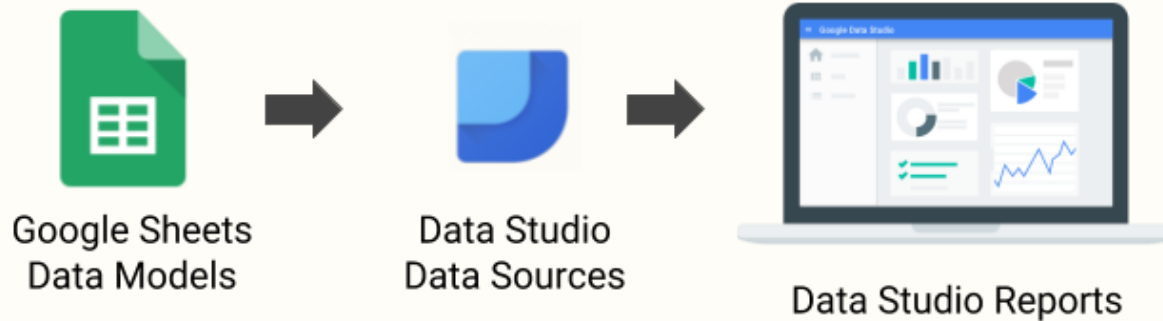 Google Data Studio
Google Sheets
Data Models
Data Studio
Data Sources
Data Studio Reports